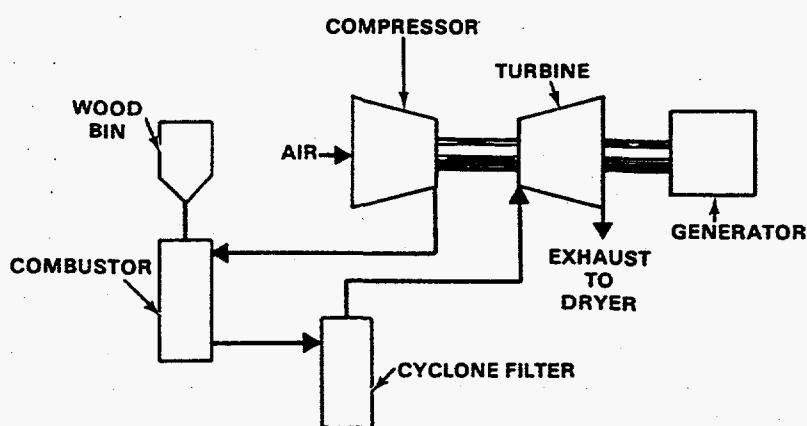 COMPRESSOR
TURBINE
WOOD
BIN
AIR
GENERATOR
COMBUSTOR
EXHAUST
TO
DRYER
CYCLONE FILTER